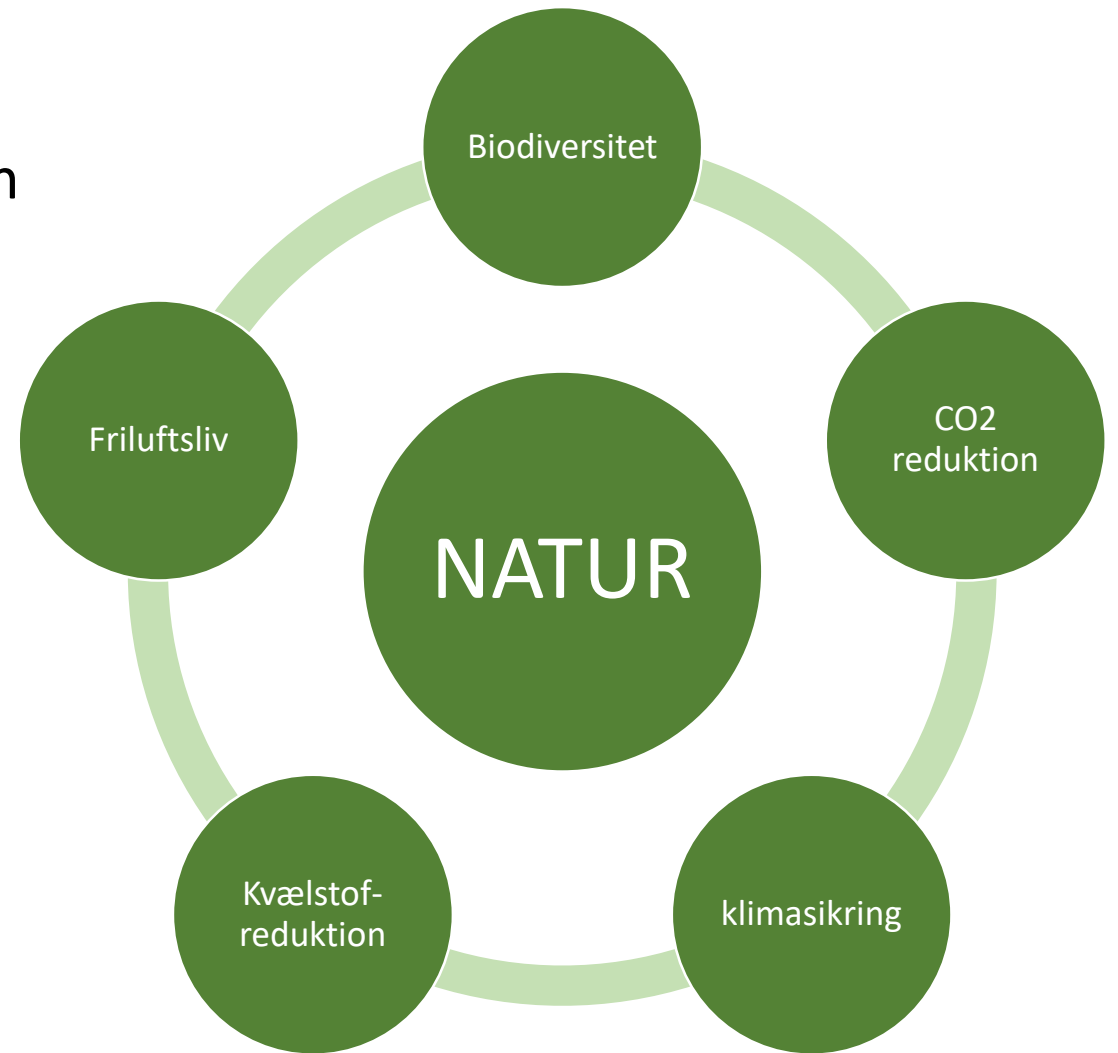 Biodiversitet
CO2
reduktion
klimasikring
Kvælstof-
reduktion
Friluftsliv
NATUR